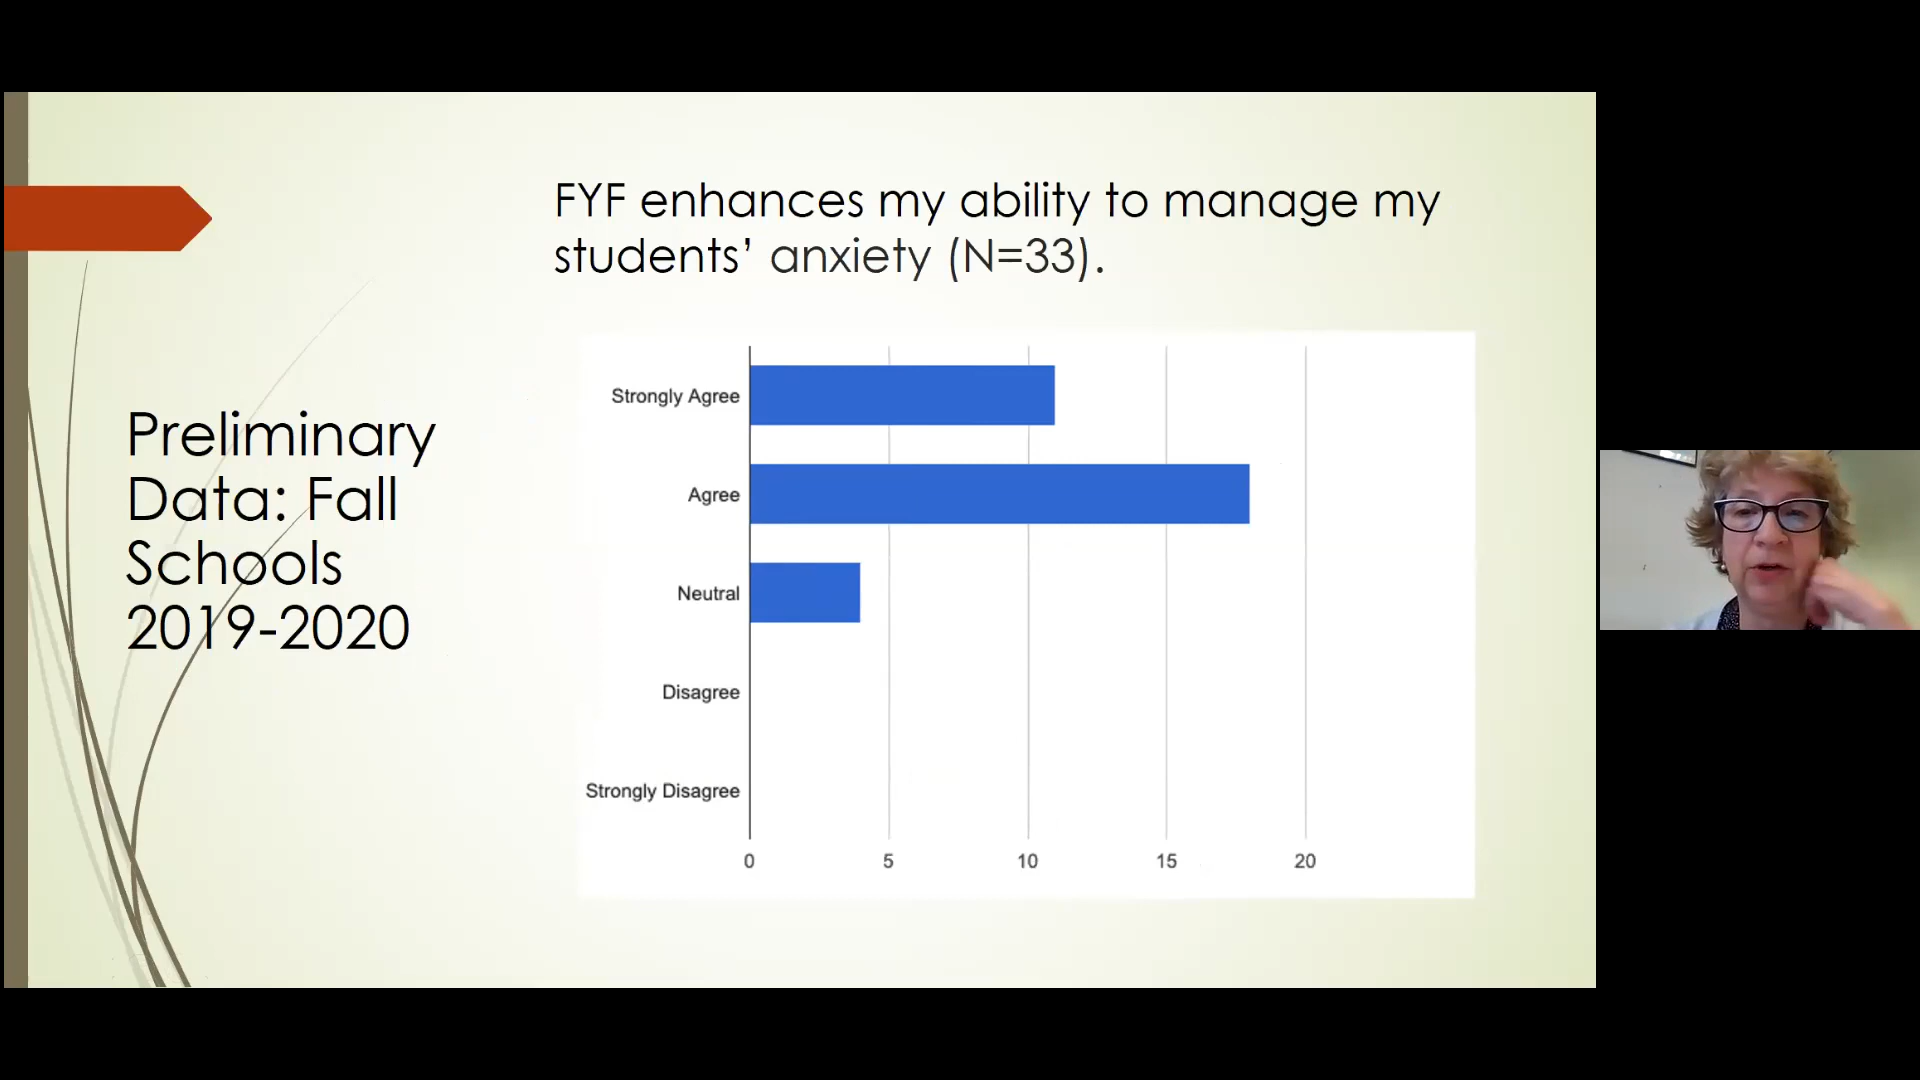 FYF enhances my ability to manage my
students’ anxiety (N=33).
Preliminary
Data: Fall
Schools
2019-2020
Strongly Agree
Agree
Neutral
Disagree
Strongly Disagree
0 5 10 15 20